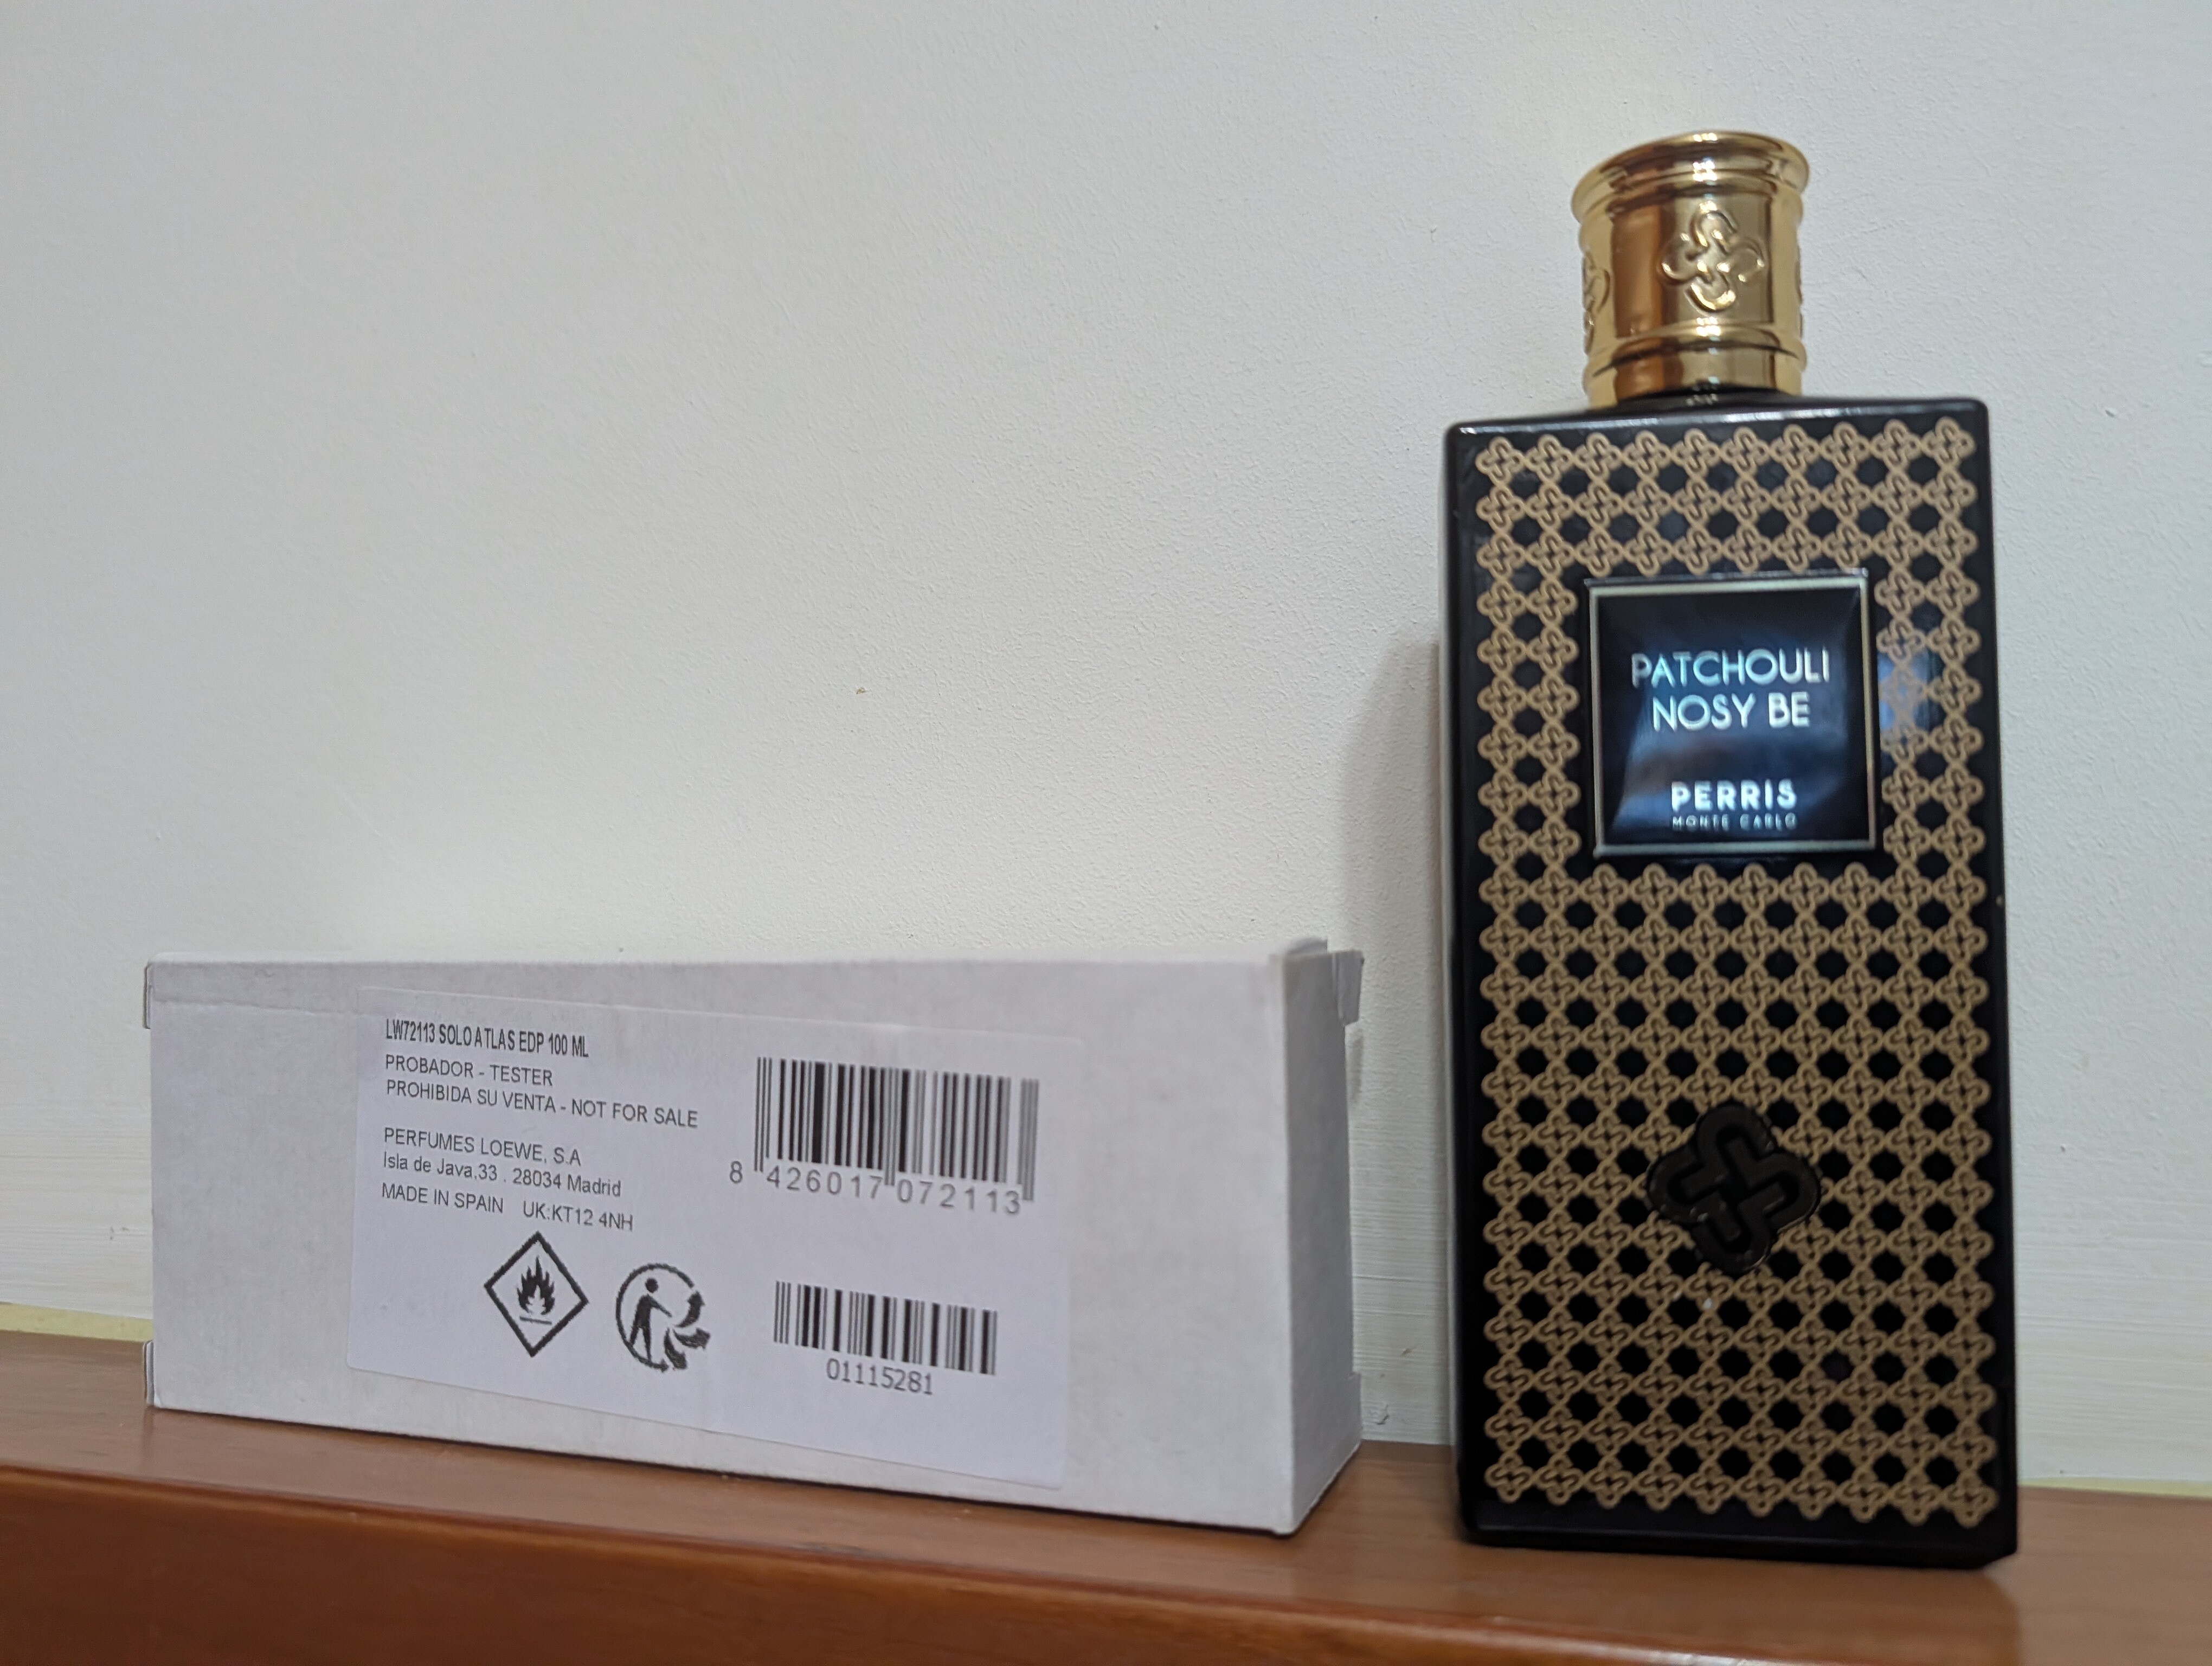 LW72113 SOLO ATLAS EDP 100 ML
PROBADOR - TESTER
PROHIBIDA SU VENTA - NOT FOR SALE
PERFUMES LOEWE, S.A
Isla de Java,33 . 28034 Madrid
MADE IN SPAIN UK:KT12 4NH
8 426017 072113
01115281
PATCHOULI
NOSY BE
PERRIS
MONTE CARLO